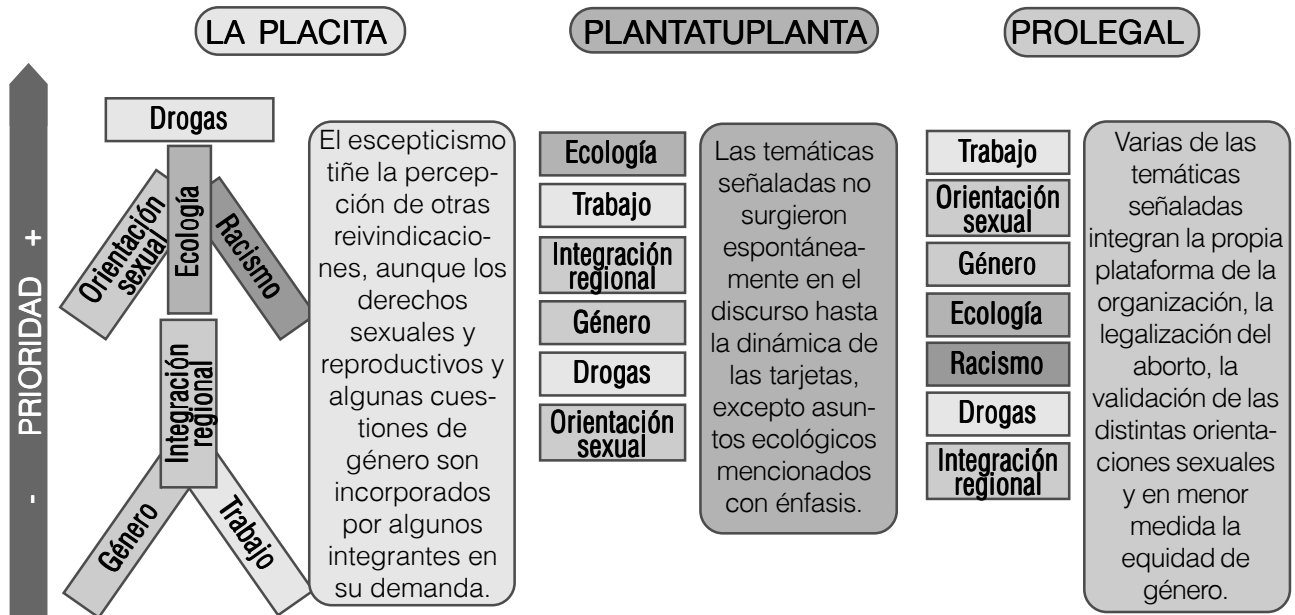 LA PLACITA
PLANTATUPLANTA
PROLEGAL
- PRIORIDAD +
Drogas
Orientación
sexual
Ecología
Racismo
Integración
regional
Género
Trabajo
El escepticismo
tiñe la percep-
ción de otras
reivindicacio-
nes, aunque los
derechos
sexuales y
reproductivos y
algunas cues-
tiones de
género son
incorporados
por algunos
integrantes en
su demanda.
Ecología
Trabajo
Integración
regional
Género
Drogas
Orientación
sexual
Las temáticas
señaladas no
surgieron
espontánea-
mente en el
discurso hasta
la dinámica de
las tarjetas,
excepto asun-
tos ecológicos
mencionados
con énfasis.
Trabajo
Orientación
sexual
Género
Ecología
Racismo
Drogas
Integración
regional
Varias de las
temáticas
señaladas
integran la propia
plataforma de la
organización, la
legalización del
aborto, la
validación de las
distintas orienta-
ciones sexuales
y en menor
medida la
equidad de
género.